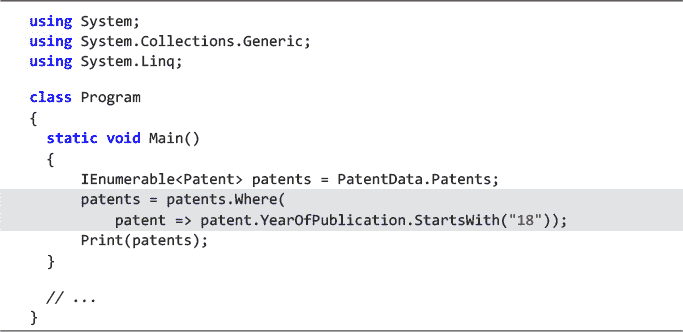 using System;
using System.Collections.Generic;
using System.Linq;
class Program
{
static void Main()
{
IEnumerable<Patent> patents = PatentData.Patents;
patents = patents.Where(
patent => patent.YearOfPublication.StartsWith("18"));
Print(patents);
}
// ...
}